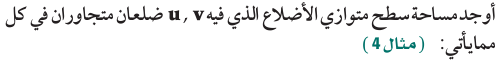 أوجد مساحة سطح متوازي الأضلاع الذي فيه u , v ضلعان متجاوران في كل
ممايأتي: (مثال 4)